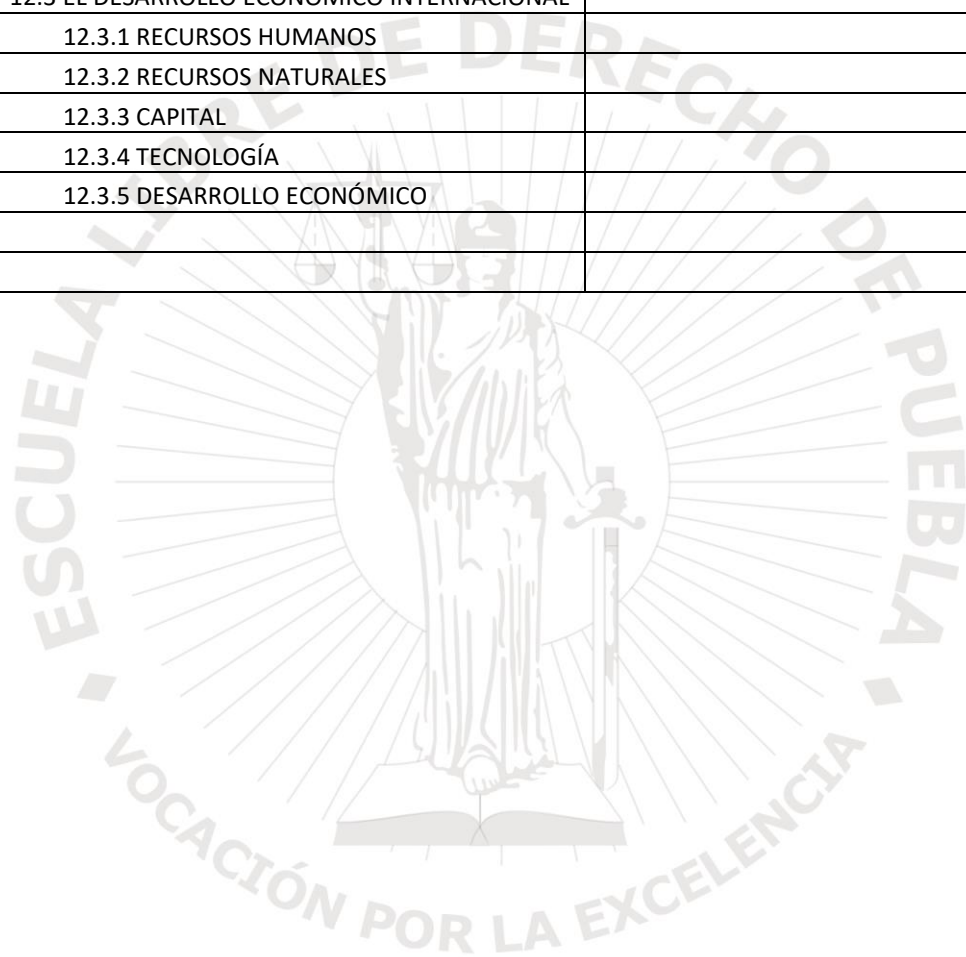 12.3 EL DESARROLLO ECONÓMICO INTERNACIONAL
12.3.1 RECURSOS HUMANOS
12.3.2 RECURSOS NATURALES
12.3.3 CAPITAL
12.3.4 TECNOLOGÍA
12.3.5 DESARROLLO ECONÓMICO
ESCUELA LIBRE DE DERECHO DE PUEBLA
VOCACIÓN POR LA EXCELENCIA